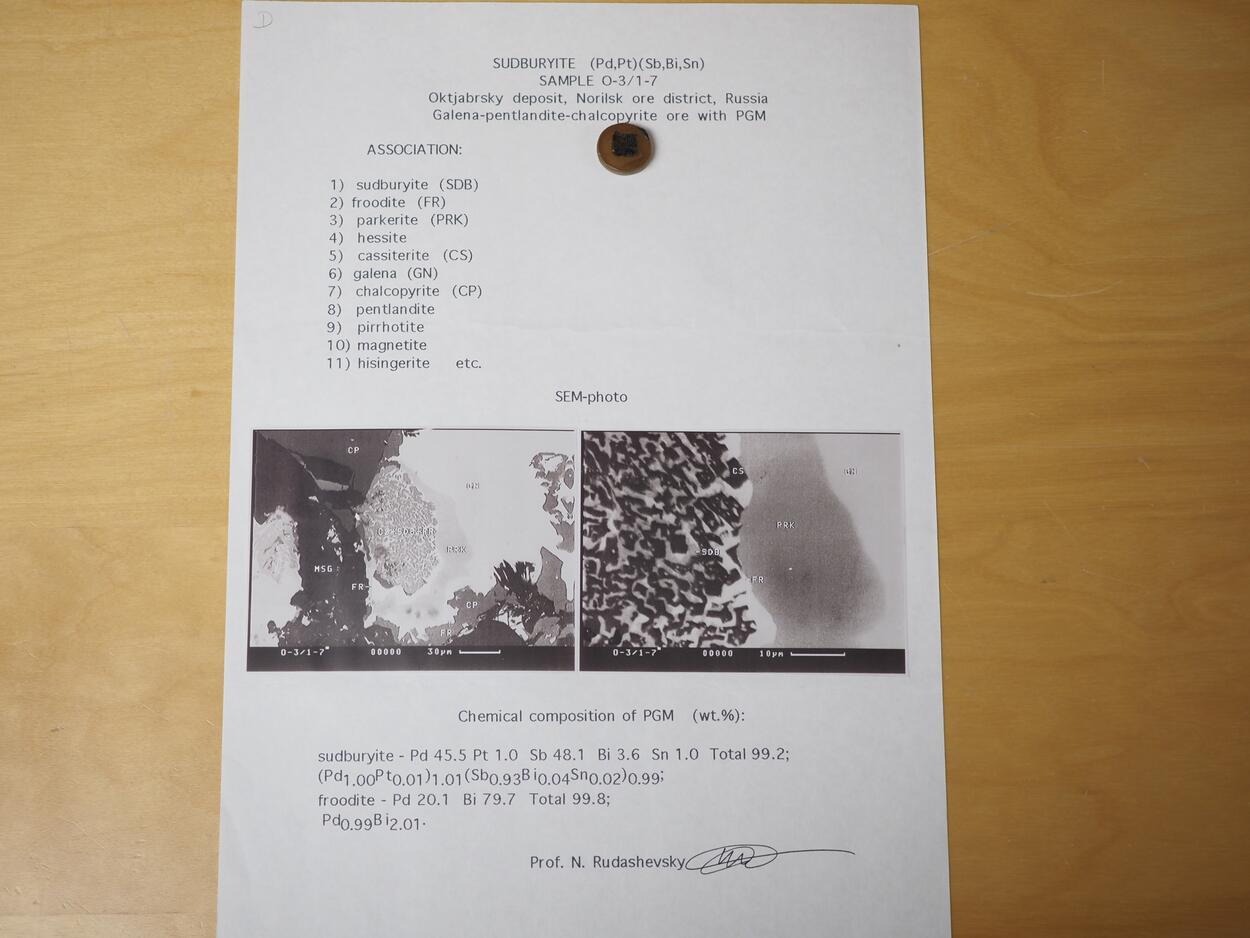 D
SUDBURYITE (Pd,Pt)(Sb,Bi,Sn)
SAMPLE O-3/1-7
Oktjabrsky deposit, Norilsk ore district, Russia
Galena-pentlandite-chalcopyrite ore with PGM
ASSOCIATION:
1) sudburyite (SDB)
2) froodite (FR)
3) parkerite (PRK)
4) hessite
5) cassiterite (CS)
6) galena (GN)
7) chalcopyrite (CP)
8) pentlandite
9) pirrhotite
10) magnetite
11) hisingerite etc.
SEM-photo
CP
GN
PRK
MSG
FR
CP
FR
O-3/1-7" 00000 30µm
CS
GN
PRK
SDB
FR
O-3/1-7" 00000 10µm
Chemical composition of PGM (wt.%):
sudburyite - Pd 45.5 Pt 1.0 Sb 48.1 Bi 3.6 Sn 1.0 Total 99.2;
(Pd1.00Pt0.01)1.01(Sb0.93Bi0.04Sn0.02)0.99;
froodite - Pd 20.1 Bi 79.7 Total 99.8;
Pd0.99Bi2.01.
Prof. N. Rudashevsky